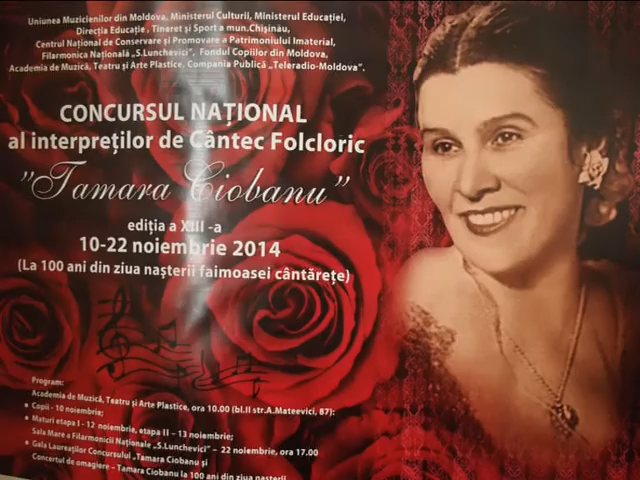 Uniunea Muzicienilor din Moldova, Ministerul Culturii, Ministerul Educației,
Direcția Educație, Tineret și Sport a mun.Chișinău,
Centrul Național de Conservare și Promovare a Patrimoniului Imaterial,
Filarmonica Națională „S.Lunchevici”, Fondul Copiilor din Moldova,
Academia de Muzică, Teatru și Arte Plastice, Compania Publică „Teleradio-Moldova”.
CONCURSUL NAȚIONAL
al interpreților de Cântec Folcloric
"Tamara Ciobanu"
ediția a XIII -a
10-22 noiembrie 2014
(La 100 ani din ziua nașterii faimoasei cântărețe)
Program:
Academia de Muzică, Teatru și Arte Plastice, ora 10.00 (bl.II str.A.Mateevici, 87):
• Copii - 10 noiembrie;
• Maturi etapa I - 12 noiembrie, etapa II – 13 noiembrie;
Sala Mare a Filarmonicii Naționale „S.Lunchevici” – 22 noiembrie, ora 17.00
• Gala Laureaților Concursului „Tamara Ciobanu și
Concertul de omagiere – Tamara Ciobanu la 100 ani din ziua nașterii